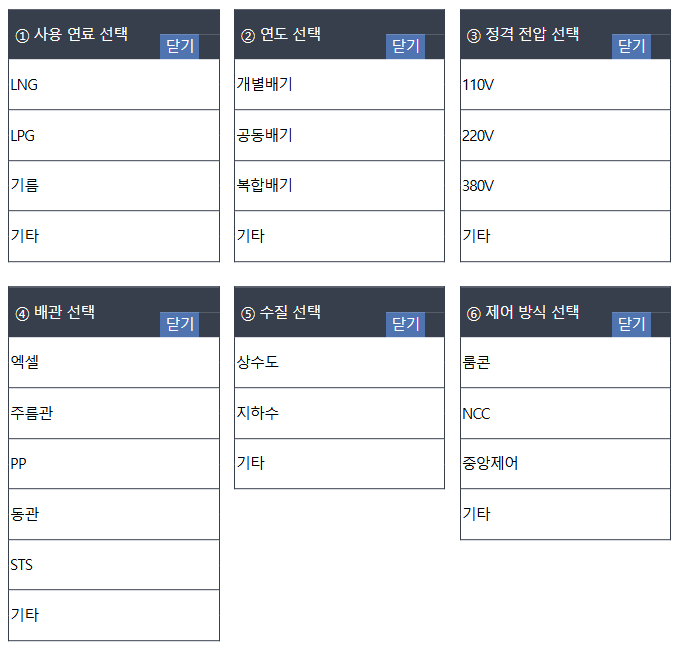 ① 사용 연료 선택
닫기
LNG
LPG
기름
기타
② 연도 선택
닫기
개별배기
공동배기
복합배기
기타
③ 정격 전압 선택
닫기
110V
220V
380V
기타
④ 배관 선택
닫기
엑셀
주름관
PP
동관
STS
기타
⑤ 수질 선택
닫기
상수도
지하수
기타
⑥ 제어 방식 선택
닫기
룸콘
NCC
중앙제어
기타